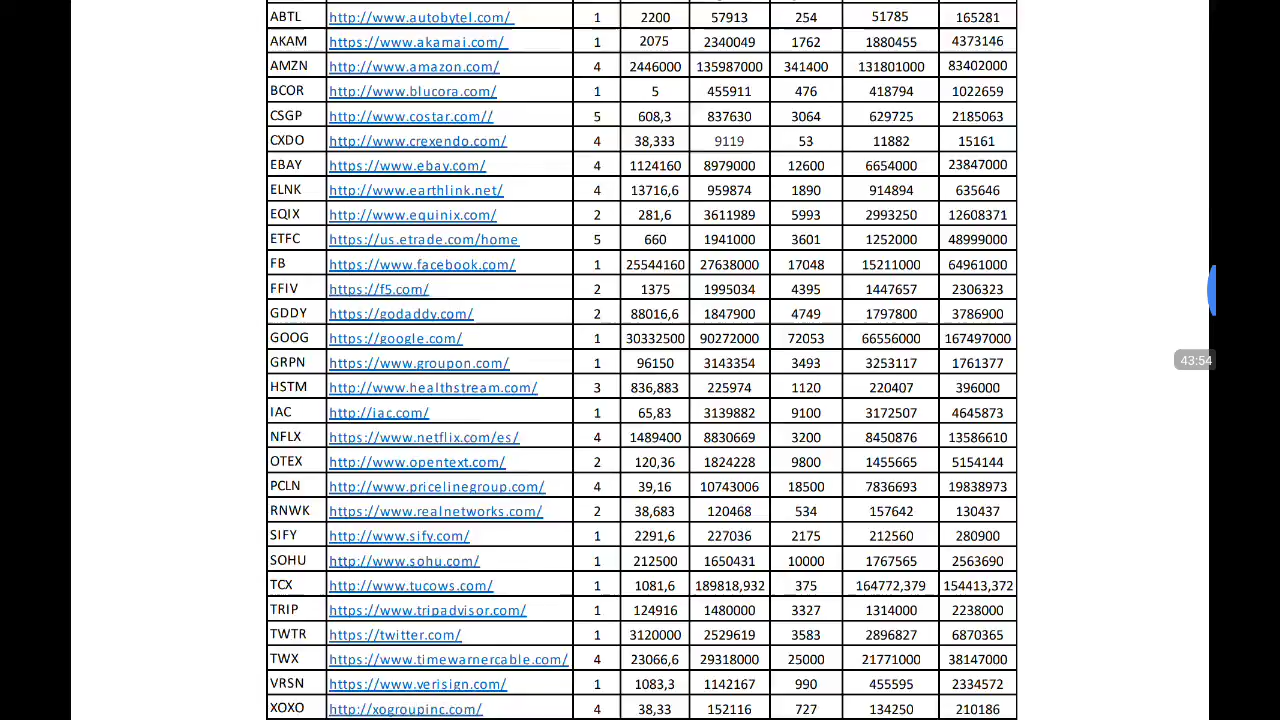 ABTL http://www.autobytel.com/ 1 2200 57913 254 51785 165281
AKAM https://www.akamai.com/ 1 2075 2340049 1762 1880455 4373146
AMZN http://www.amazon.com/ 4 2446000 135987000 341400 131801000 83402000
BCOR http://www.blucora.com/ 1 5 455911 476 418794 1022659
CSGP http://www.costar.com// 5 608,3 837630 3064 629725 2185063
CXDO http://www.crexendo.com/ 4 38,333 9119 53 11882 15161
EBAY https://www.ebay.com/ 4 1124160 8979000 12600 6654000 23847000
ELNK http://www.earthlink.net/ 4 13716,6 959874 1890 914894 635646
EQIX http://www.equinix.com/ 2 281,6 3611989 5993 2993250 12608371
ETFC https://us.etrade.com/home 5 660 1941000 3601 1252000 48999000
FB https://www.facebook.com/ 1 25544160 27638000 17048 15211000 64961000
FFIV https://f5.com/ 2 1375 1995034 4395 1447657 2306323
GDDY https://godaddy.com/ 2 88016,6 1847900 4749 1797800 3786900
GOOG https://google.com/ 1 30332500 90272000 72053 66556000 167497000
GRPN https://www.groupon.com/ 1 96150 3143354 3493 3253117 1761377
HSTM http://www.healthstream.com/ 3 836,883 225974 1120 220407 396000
IAC http://iac.com/ 1 65,83 3139882 9100 3172507 4645873
NFLX https://www.netflix.com/es/ 4 1489400 8830669 3200 8450876 13586610
OTEX http://www.opentext.com/ 2 120,36 1824228 9800 1455665 5154144
PCLN http://www.pricelinegroup.com/ 4 39,16 10743006 18500 7836693 19838973
RNWK https://www.realnetworks.com/ 2 38,683 120468 534 157642 130437
SIFY http://www.sify.com/ 1 2291,6 227036 2175 212560 280900
SOHU http://www.sohu.com/ 1 212500 1650431 10000 1767565 2563690
TCX http://www.tucows.com/ 1 1081,6 189818,932 375 164772,379 154413,372
TRIP https://www.tripadvisor.com/ 1 124916 1480000 3327 1314000 2238000
TWTR https://twitter.com/ 1 3120000 2529619 3583 2896827 6870365
TWX https://www.timewarnercable.com/ 4 23066,6 29318000 25000 21771000 38147000
VRSN https://www.verisign.com/ 1 1083,3 1142167 990 455595 2334572
XOXO http://xogroupinc.com/ 4 38,33 152116 727 134250 210186
43:54